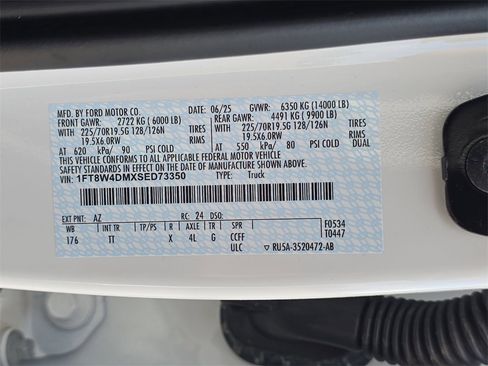 MFD. BY FORD MOTOR CO. 06/25 GVWR: 6350 KG (14000 LB)
FRONT GAWR: 2722 KG ( 6000 LB) REAR GAWR: 4491 KG ( 9900 LB)
WITH 225/70R19.5G 128/126N TIRES WITH 225/70R19.5G 128/126N TIRES
19.5X6.0RW RIMS 19.5X6.0RW RIMS
AT 620 kPa/ 90 PSI COLD AT 550 kPa/ 80 PSI COLD DUAL
THIS VEHICLE CONFORMS TO ALL APPLICABLE FEDERAL MOTOR VEHICLE
SAFETY STANDARDS IN EFFECT ON THE DATE OF MANUFACTURE SHOWN ABOVE.
VIN: 1FT8W4DMXSED73350 TYPE: Truck
EXT PNT: AZ RC: 24 DSO: F0534
WB INT TR TP/PS R AXLE TR SPR T0447
176 TT X 4L G CCFF
ULC RU5A-3520472-AB